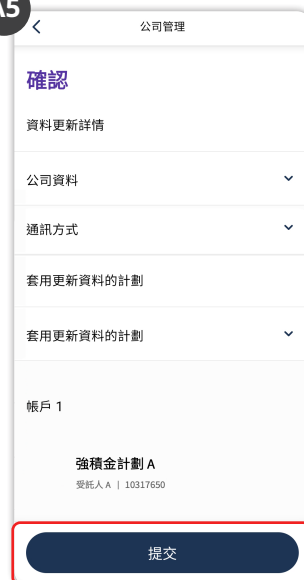 A5
公司管理
確認
資料更新詳情
公司資料
通訊方式
套用更新資料的計劃
套用更新資料的計劃
帳戶 1
強積金計劃 A
受託人 A | 10317650
提交